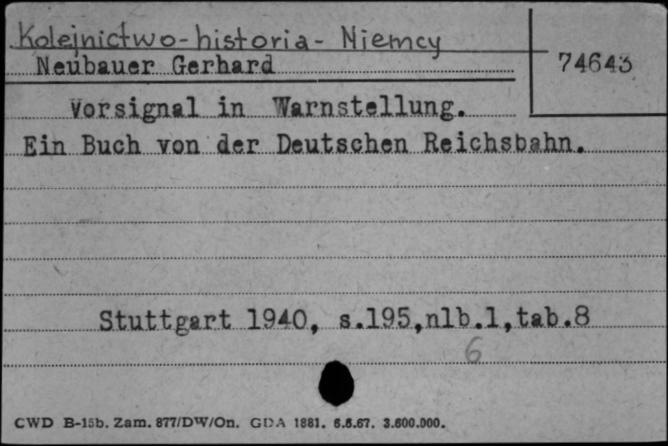 Kolejnictwo - historia - Niemcy
Neubauer Gerhard
74643
Vorsignal in Warnstellung.
Ein Buch von der Deutschen Reichsbahn.
Stuttgart 1940, s.195,nlb.1,tab.8
6
CWD B-15b. Zam. 877/DW/On. GDA 1881. 6.6.67. 3.600.000.